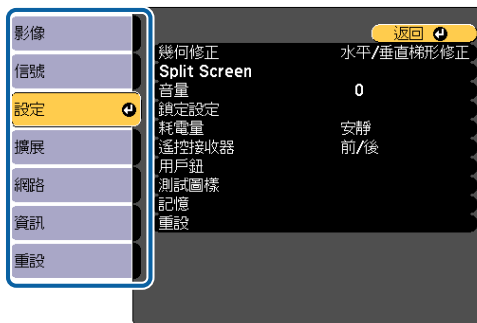 影像
信號
設定
擴展
網路
資訊
重設
返回
幾何修正 水平/垂直梯形修正
Split Screen
音量 0
鎖定設定
耗電量 安靜
遙控接收器 前/後
用戶鈕
測試圖樣
記憶
重設